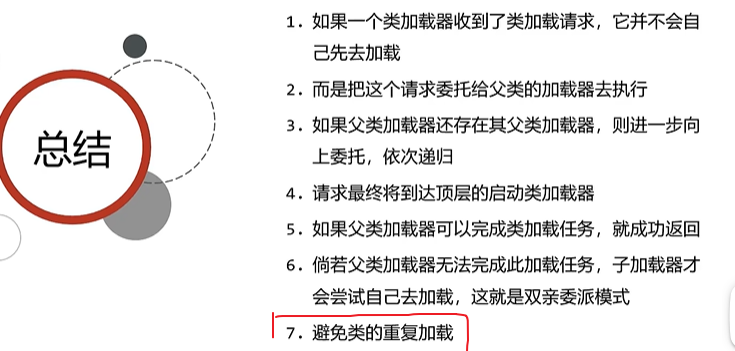 总结
1. 如果一个类加载器收到了类加载请求，它并不会自
己先去加载
2. 而是把这个请求委托给父类的加载器去执行
3. 如果父类加载器还存在其父类加载器，则进一步向
上委托，依次递归
4. 请求最终将到达顶层的启动类加载器
5. 如果父类加载器可以完成类加载任务，就成功返回
6. 倘若父类加载器无法完成此加载任务，子加载器才
会尝试自己去加载，这就是双亲委派模式
7. 避免类的重复加载